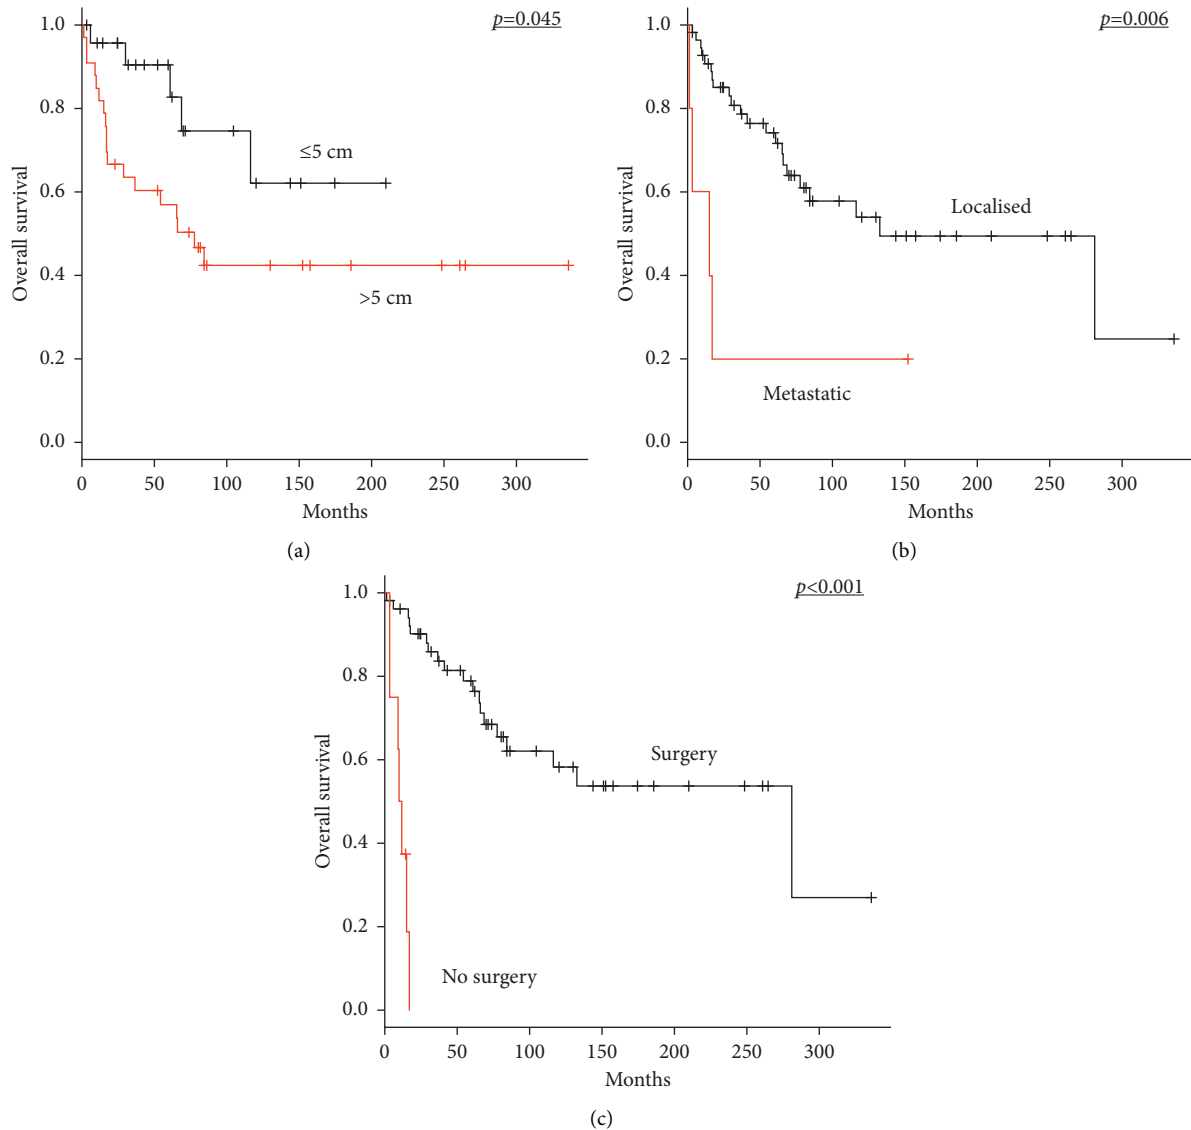 p=0.045
1.0
0.8
0.6
0.4
0.2
0.0
Overall survival
≤5 cm
>5 cm
0 50 100 150 200 250 300
Months
(a)
p=0.006
1.0
0.8
0.6
0.4
0.2
0.0
Overall survival
Localised
Metastatic
0 50 100 150 200 250 300
Months
(b)
p<0.001
1.0
0.8
0.6
0.4
0.2
0.0
Overall survival
Surgery
No surgery
0 50 100 150 200 250 300
Months
(c)